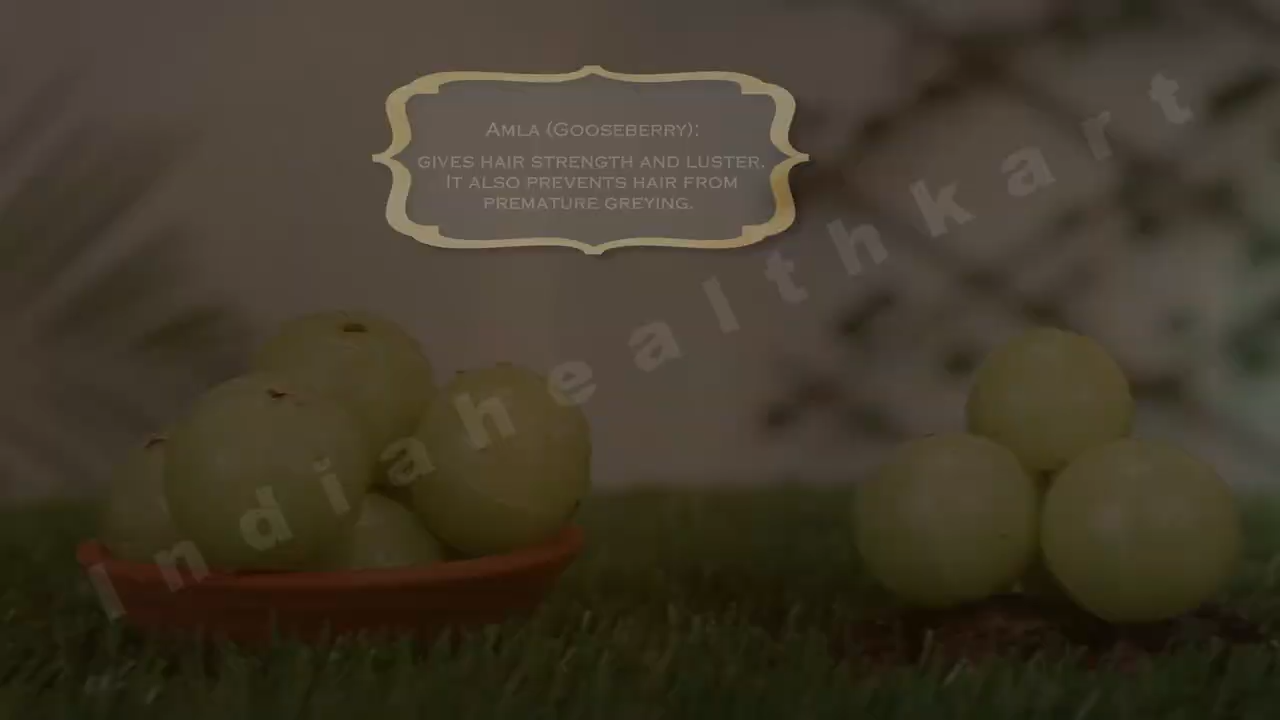 Amla (Gooseberry):
gives hair strength and luster.
It also prevents hair from
premature greying.
Indiahealthkart